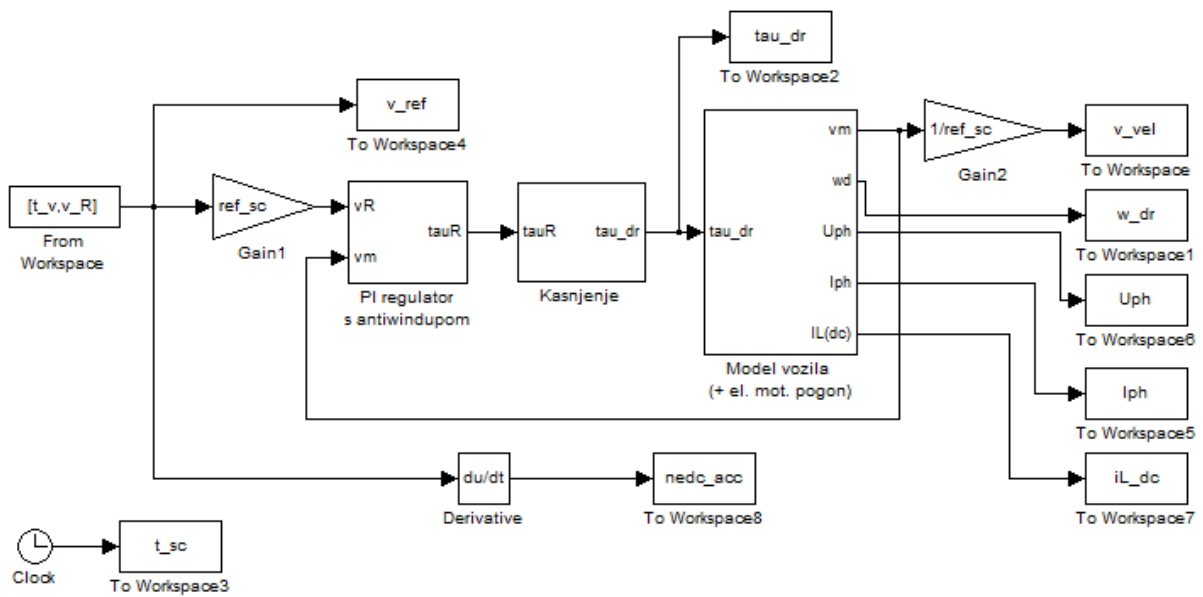 tau_dr
To Workspace2
v_ref
To Workspace4
vm
1/ref_sc
Gain2
v_vel
To Workspace
[t_v,v_R]
From
Workspace
ref_sc
Gain1
vR
vm
tauR
PI regulator
s antiwindupom
tauR
tau_dr
Kasnjenje
tau_dr
wd
Uph
Iph
IL(dc)
Model vozila
(+ el. mot. pogon)
w_dr
To Workspace1
Uph
To Workspace6
Iph
To Workspace5
du/dt
Derivative
nedc_acc
To Workspace8
iL_dc
To Workspace7
Clock
t_sc
To Workspace3